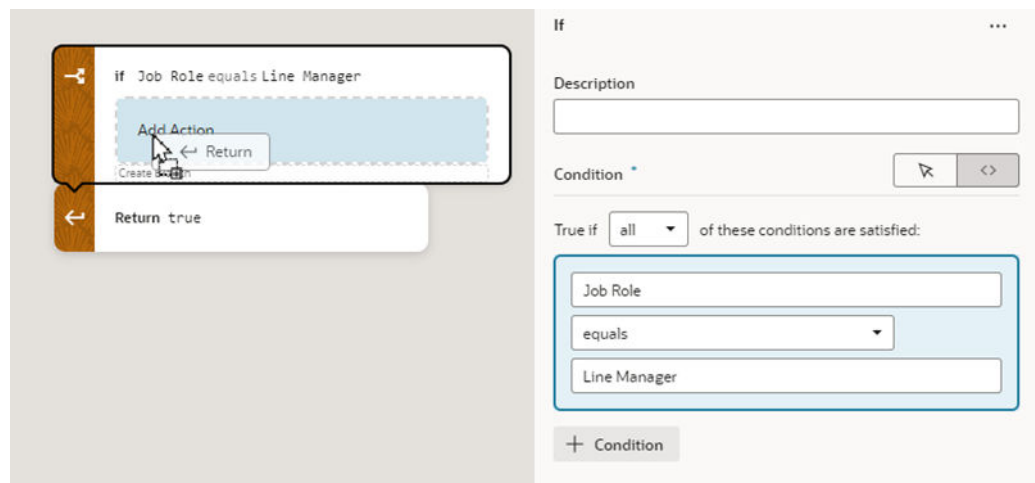 if Job Role equals Line Manager
Add Action
Return
Create
Return true
If
Description
Condition *
True if all of these conditions are satisfied:
Job Role
equals
Line Manager
+ Condition